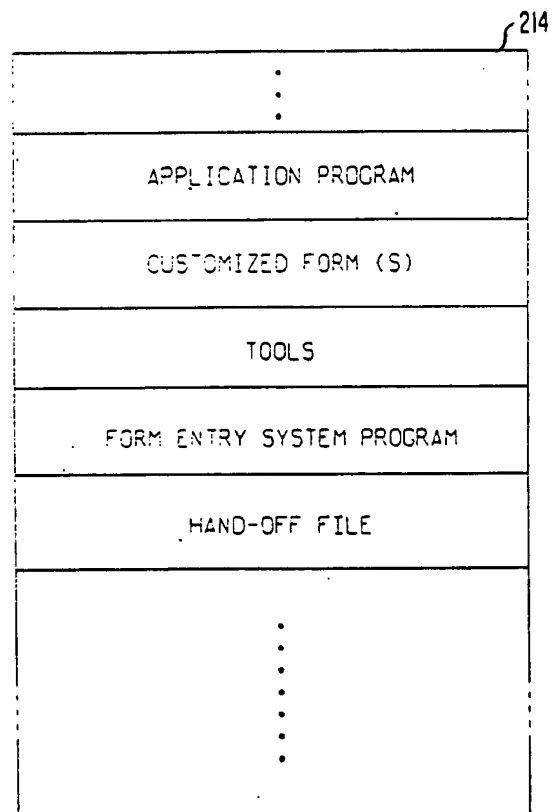 214
APPLICATION PROGRAM
CUSTOMIZED FORM (S)
TOOLS
FORM ENTRY SYSTEM PROGRAM
HAND-OFF FILE